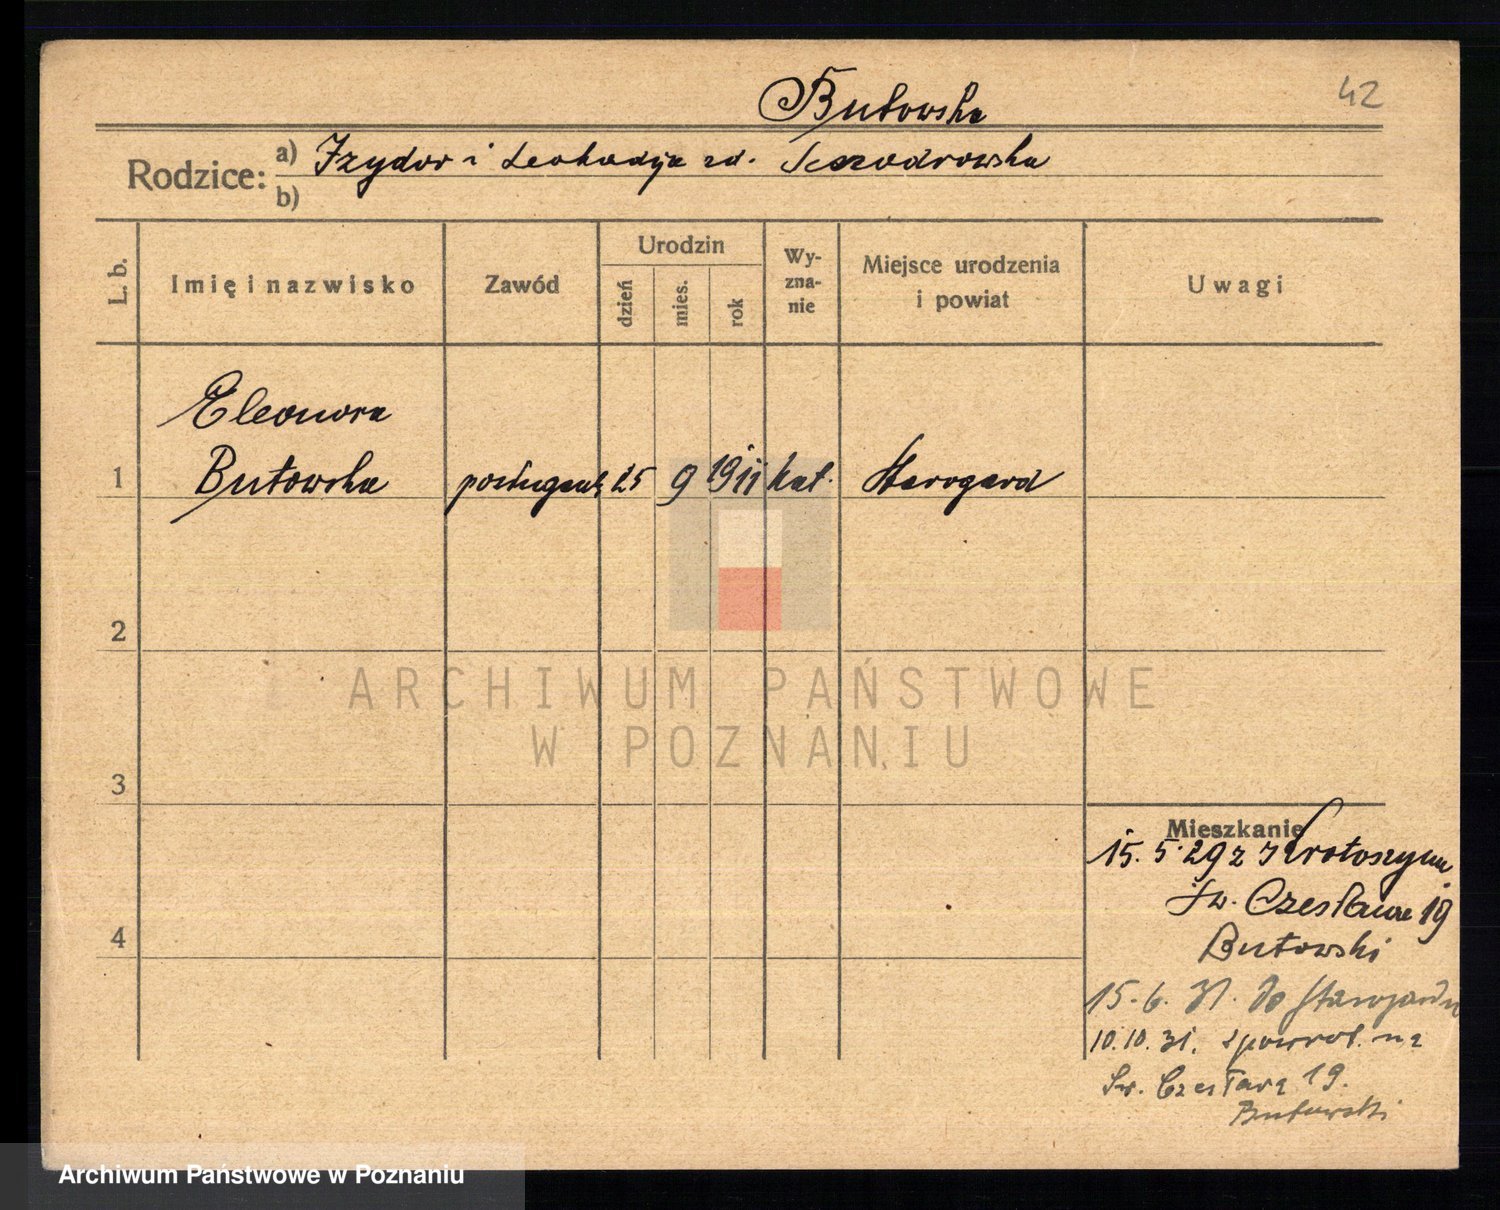 Butowska
42
Rodzice: a) Izydor i Leokadja zd.
b)
L. b.
Imię i nazwisko
Zawód
Urodzin
dzień
mies.
rok
Wy-
zna-
nie
Miejsce urodzenia
i powiat
Uwagi
Eleonora
1 Butowska 25 9 1911 kat. Starogard
2
ARCHIWUM PAŃSTWOWE
W POZNANIU
3
Mieszkanie
15. 5. 29 z Krotoszyna
Św. Czesława 19
4
Butowski
15. 6. 31. do Starogardu
10. 10. 31. z powrot. na
Św. Czesława 19.
Butowski
Archiwum Państwowe w Poznaniu